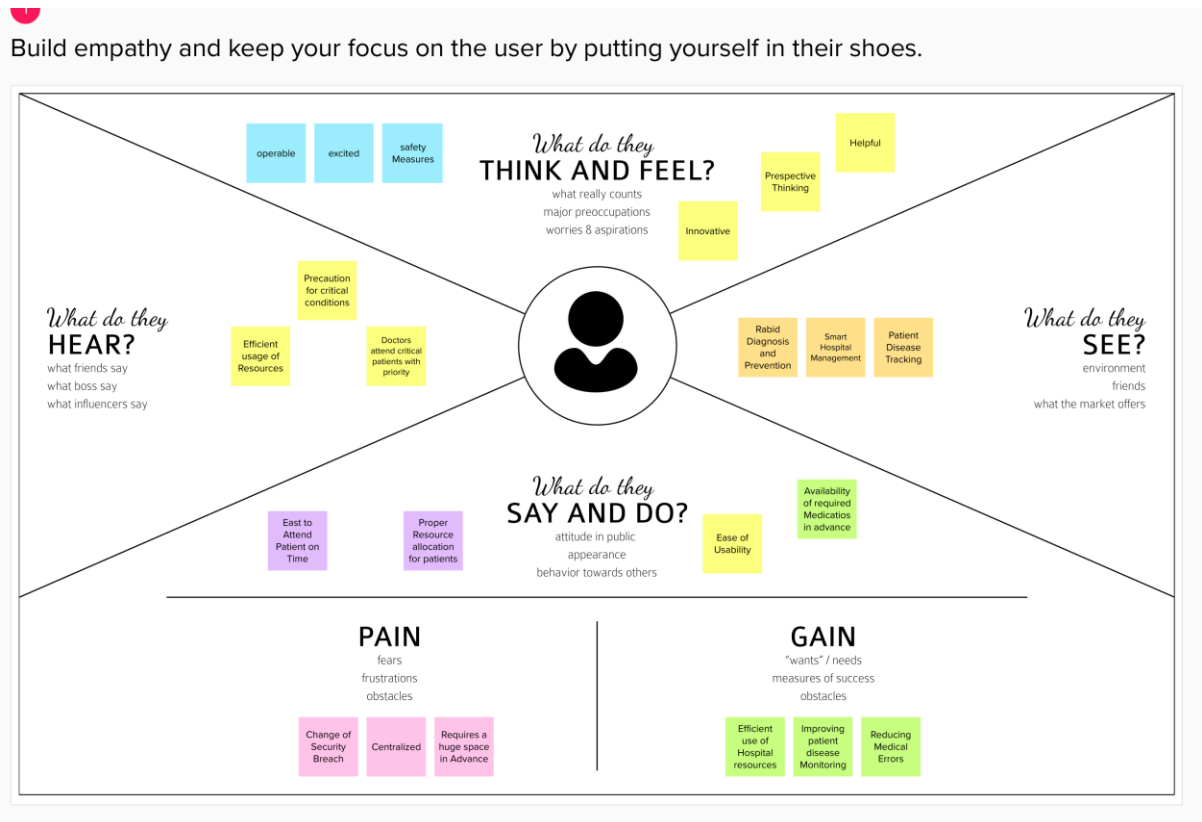 Build empathy and keep your focus on the user by putting yourself in their shoes.
What do they
THINK AND FEEL?
what really counts
major preoccupations
worries & aspirations
operable
excited
safety
Measures
Helpful
Prespective
Thinking
Innovative
What do they
HEAR?
what friends say
what boss say
what influencers say
Precaution
for critical
conditions
Efficient
usage of
Resources
Doctors
attend critical
patients with
priority
What do they
SEE?
environment
friends
what the market offers
Rabid
Diagnosis
and
Prevention
Smart
Hospital
Management
Patient
Disease
Tracking
What do they
SAY AND DO?
attitude in public
appearance
behavior towards others
East to
Attend
Patient on
Time
Proper
Resource
allocation
for patients
Ease of
Usability
Availability
of required
Medicatios
in advance
PAIN
fears
frustrations
obstacles
Change of
Security
Breach
Centralized
Requires a
huge space
in Advance
GAIN
"wants" / needs
measures of success
obstacles
Efficient
use of
Hospital
resources
Improving
patient
disease
Monitoring
Reducing
Medical
Errors